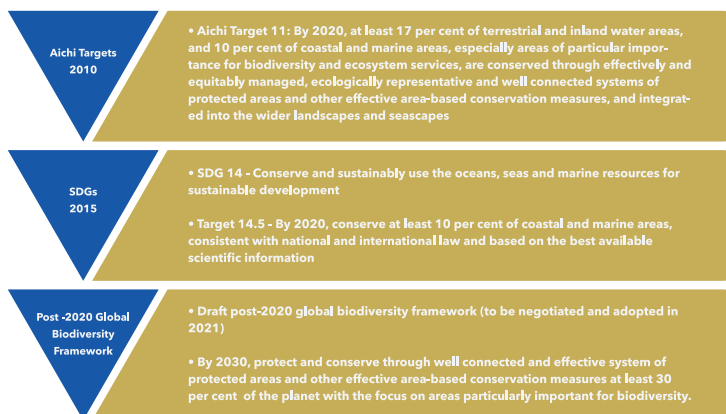 Aichi Targets
2010
• Aichi Target 11: By 2020, at least 17 per cent of terrestrial and inland water areas,
and 10 per cent of coastal and marine areas, especially areas of particular impor-
tance for biodiversity and ecosystem services, are conserved through effectively and
equitably managed, ecologically representative and well connected systems of
protected areas and other effective area-based conservation measures, and integrat-
ed into the wider landscapes and seascapes
SDGs
2015
• SDG 14 – Conserve and sustainably use the oceans, seas and marine resources for
sustainable development
• Target 14.5 – By 2020, conserve at least 10 per cent of coastal and marine areas,
consistent with national and international law and based on the best available
scientific information
Post -2020 Global
Biodiversity
Framework
• Draft post-2020 global biodiversity framework (to be negotiated and adopted in
2021)
• By 2030, protect and conserve through well connected and effective system of
protected areas and other effective area-based conservation measures at least 30
per cent of the planet with the focus on areas particularly important for biodiversity.